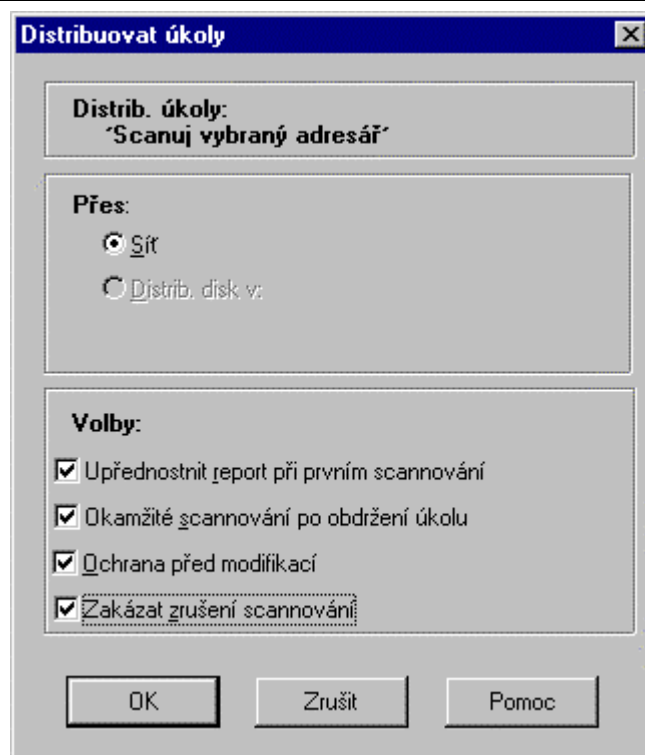 Distribuovat úkoly
Distrib. úkoly:
´Scanuj vybraný adresář´
Přes:
Síť
Distrib. disk v:
Volby:
Upřednostnit report při prvním scannování
Okamžité scannování po obdržení úkolu
Ochrana před modifikací
Zakázat zrušení scannování
OK
Zrušit
Pomoc